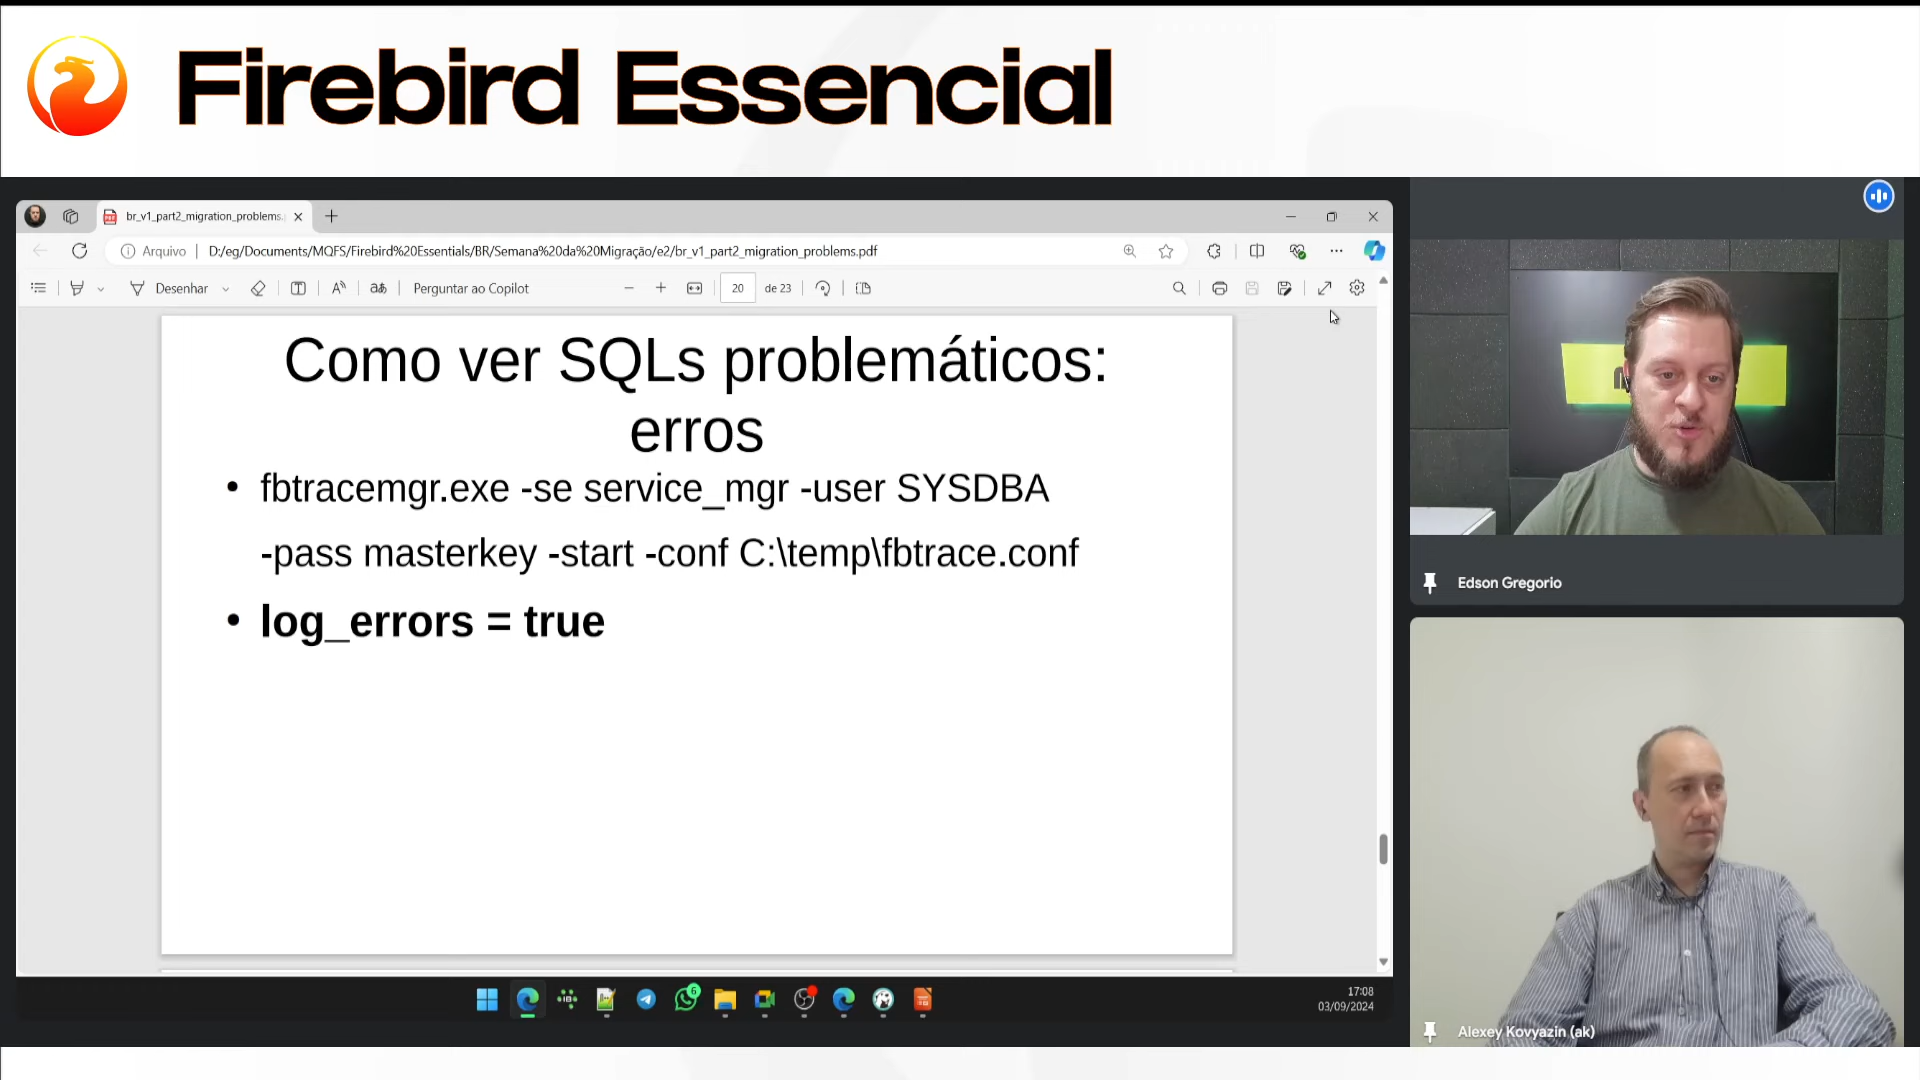 Firebird Essencial
br_v1_part2_migration_problems.
Arquivo
D:/eg/Documents/MQFS/Firebird%20Essentials/BR/Semana%20da%20Migração/e2/br_v1_part2_migration_problems.pdf
Desenhar
Perguntar ao Copilot
20 de 23
Como ver SQLs problemáticos:
erros
• fbtracemgr.exe -se service_mgr -user SYSDBA
-pass masterkey -start -conf C:\temp\fbtrace.conf
• log_errors = true
Edson Gregorio
Alexey Kovyazin (ak)
6
17:08
03/09/2024